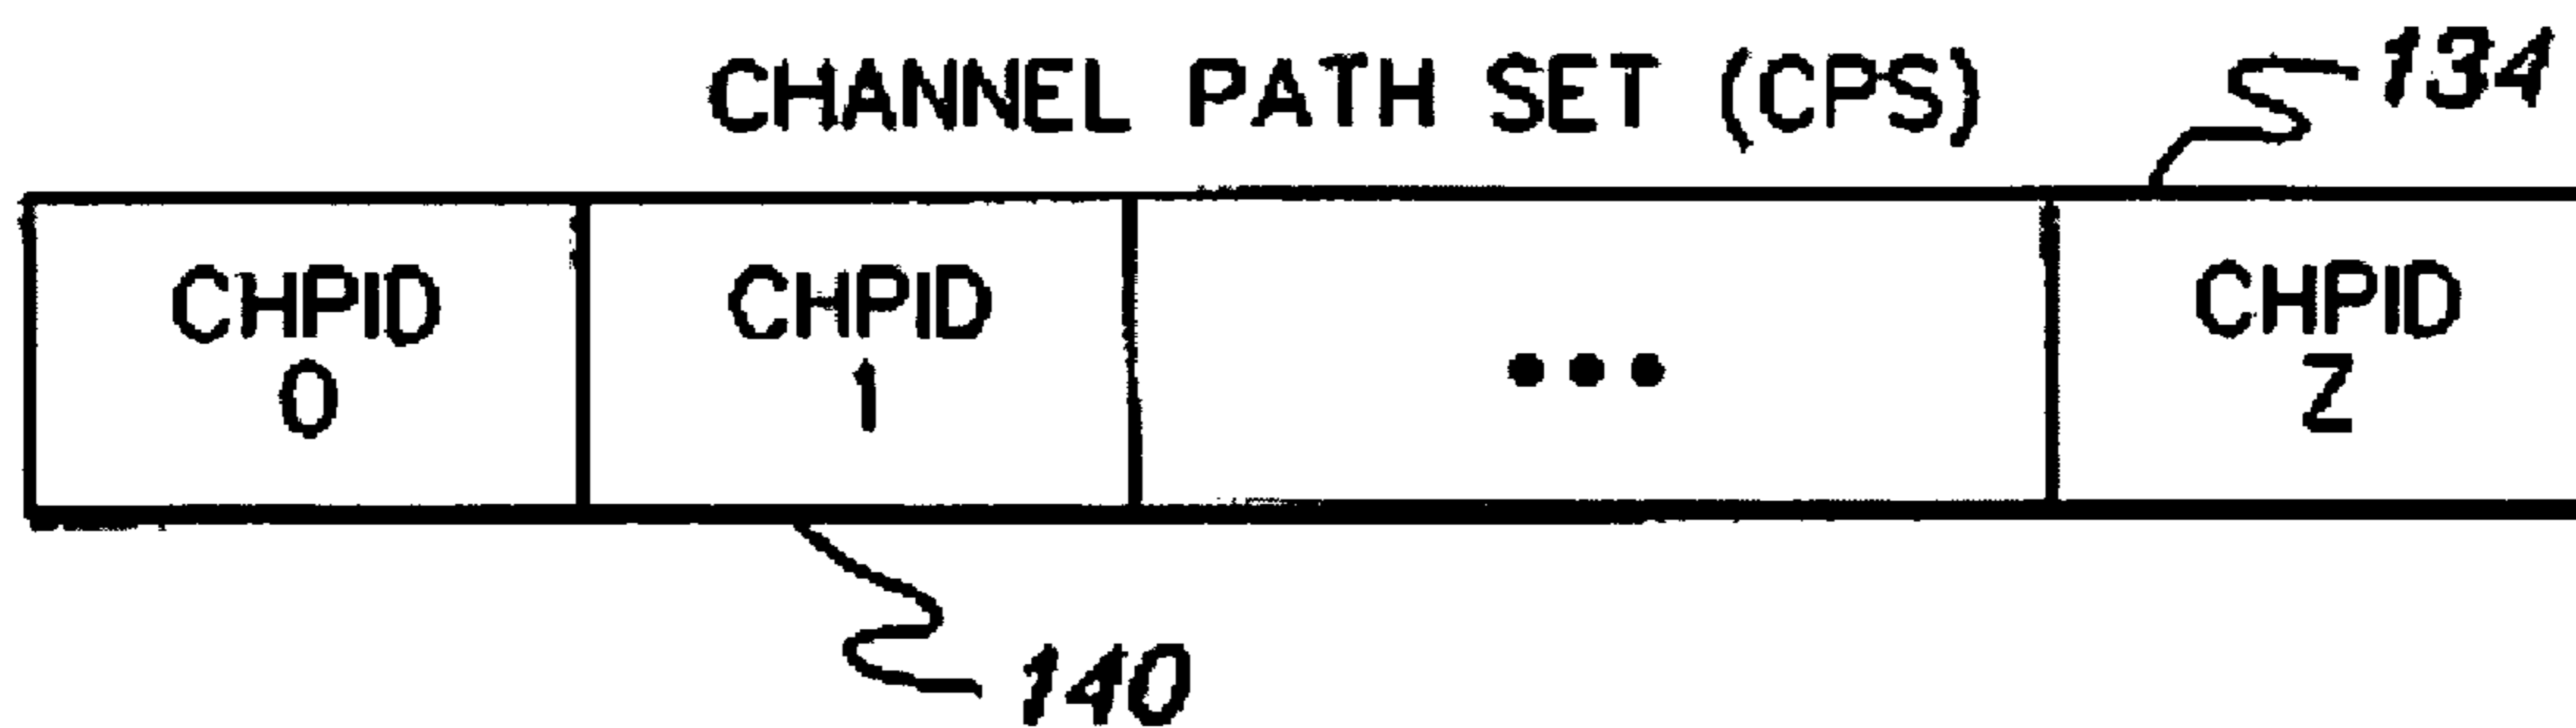 CHANNEL PATH SET (CPS)
134
CHPID 0
CHPID 1
•••
CHPID Z
140